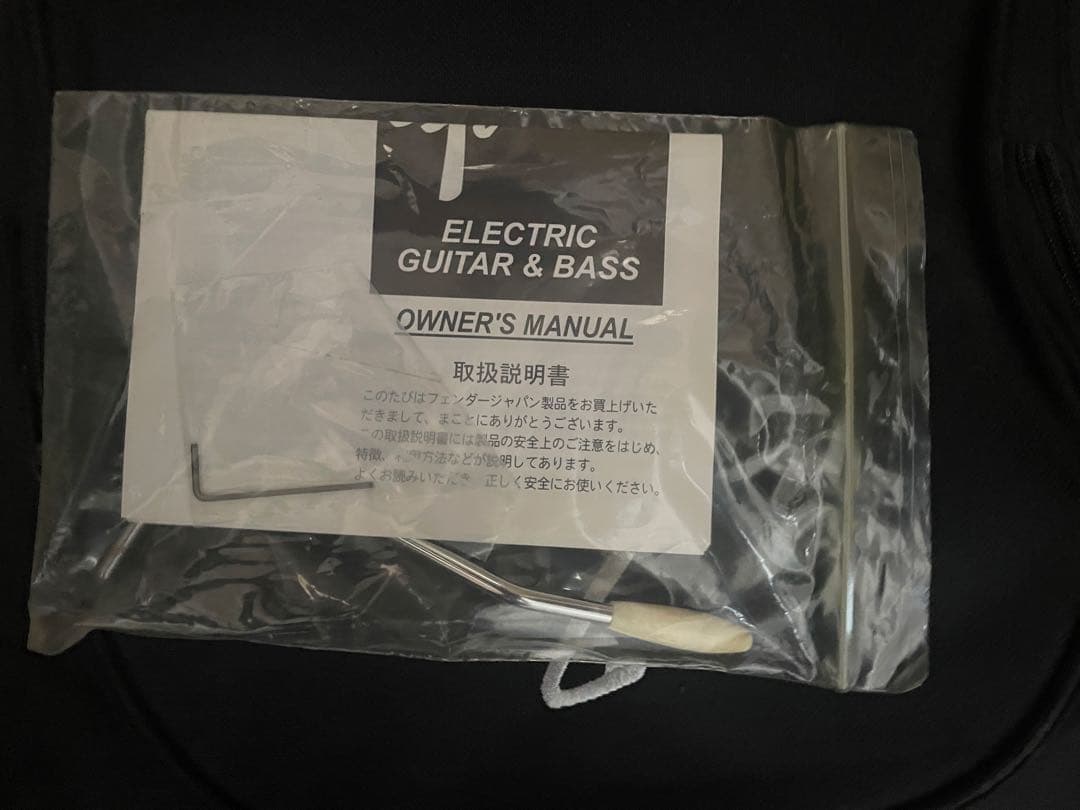 ELECTRIC
GUITAR & BASS
OWNER'S MANUAL
取扱説明書
このたびはフェンダージャパン製品をお買上げいた
だきまして、まことにありがとうございます。
この取扱説明書には製品の安全上のご注意をはじめ、
特徴、 方法などが説明してあります。
よくお読みいただき 正しく安全にお使いください。